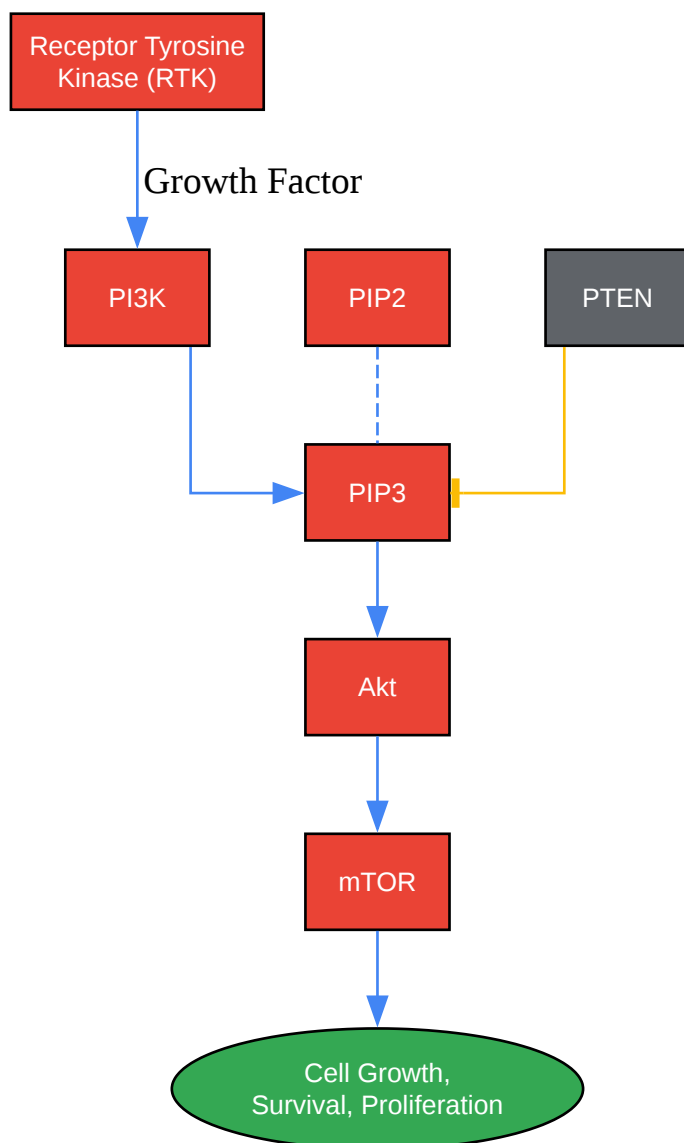 Receptor Tyrosine
Kinase (RTK)
Growth Factor
PI3K
PIP2
PTEN
PIP3
Akt
mTOR
Cell Growth,
Survival, Proliferation